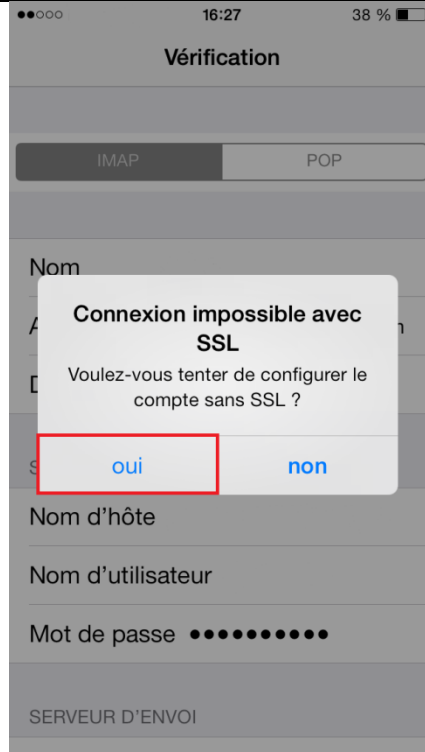 16:27
38 %
Vérification
IMAP
POP
Nom
Connexion impossible avec
SSL
Voulez-vous tenter de configurer le
compte sans SSL ?
oui
non
Nom d'hôte
Nom d'utilisateur
Mot de passe ●●●●●●●●●●
SERVEUR D'ENVOI